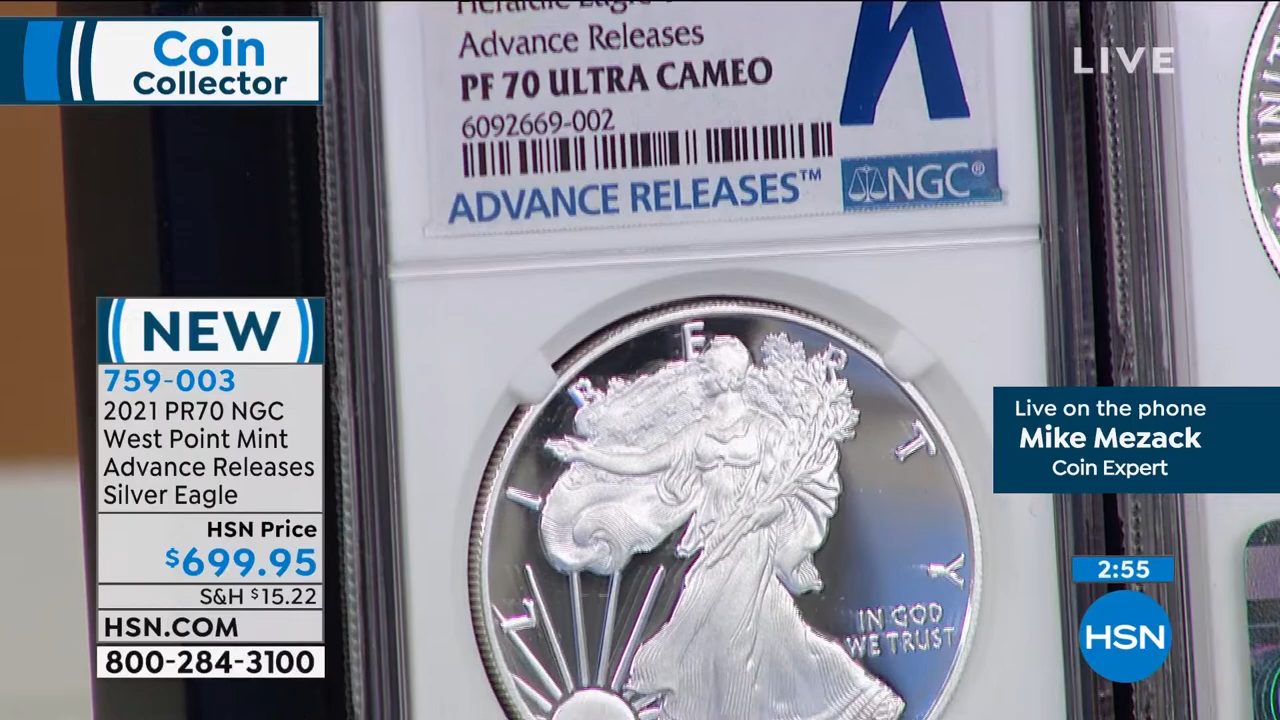 Coin
Collector
Heraldic Eagle
Advance Releases
PF 70 ULTRA CAMEO
6092669-002
ADVANCE RELEASES™
NGC®
LIVE
NEW
759-003
2021 PR70 NGC
West Point Mint
Advance Releases
Silver Eagle
HSN Price
$699.95
S&H $15.22
HSN.COM
800-284-3100
LIBERTY
IN GOD
WE TRUST
Live on the phone
Mike Mezack
Coin Expert
2:55
HSN